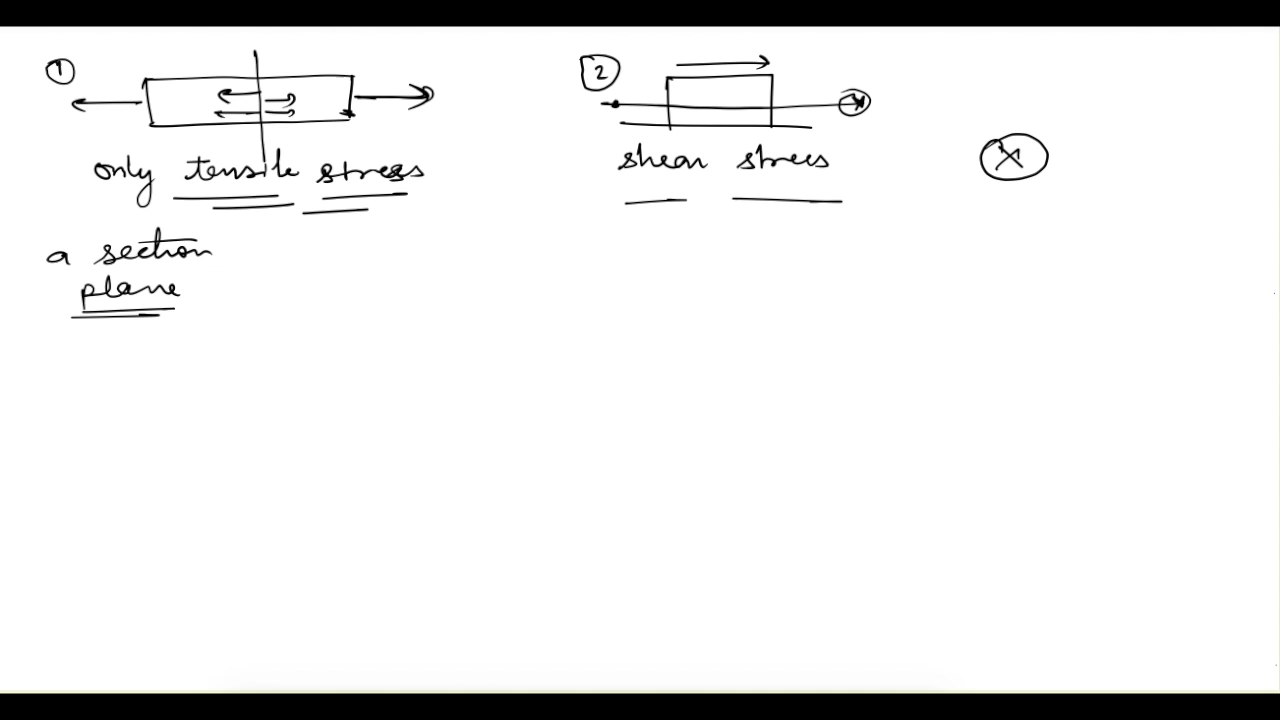 1
only tensile stress
a section
plane
2
shear stress